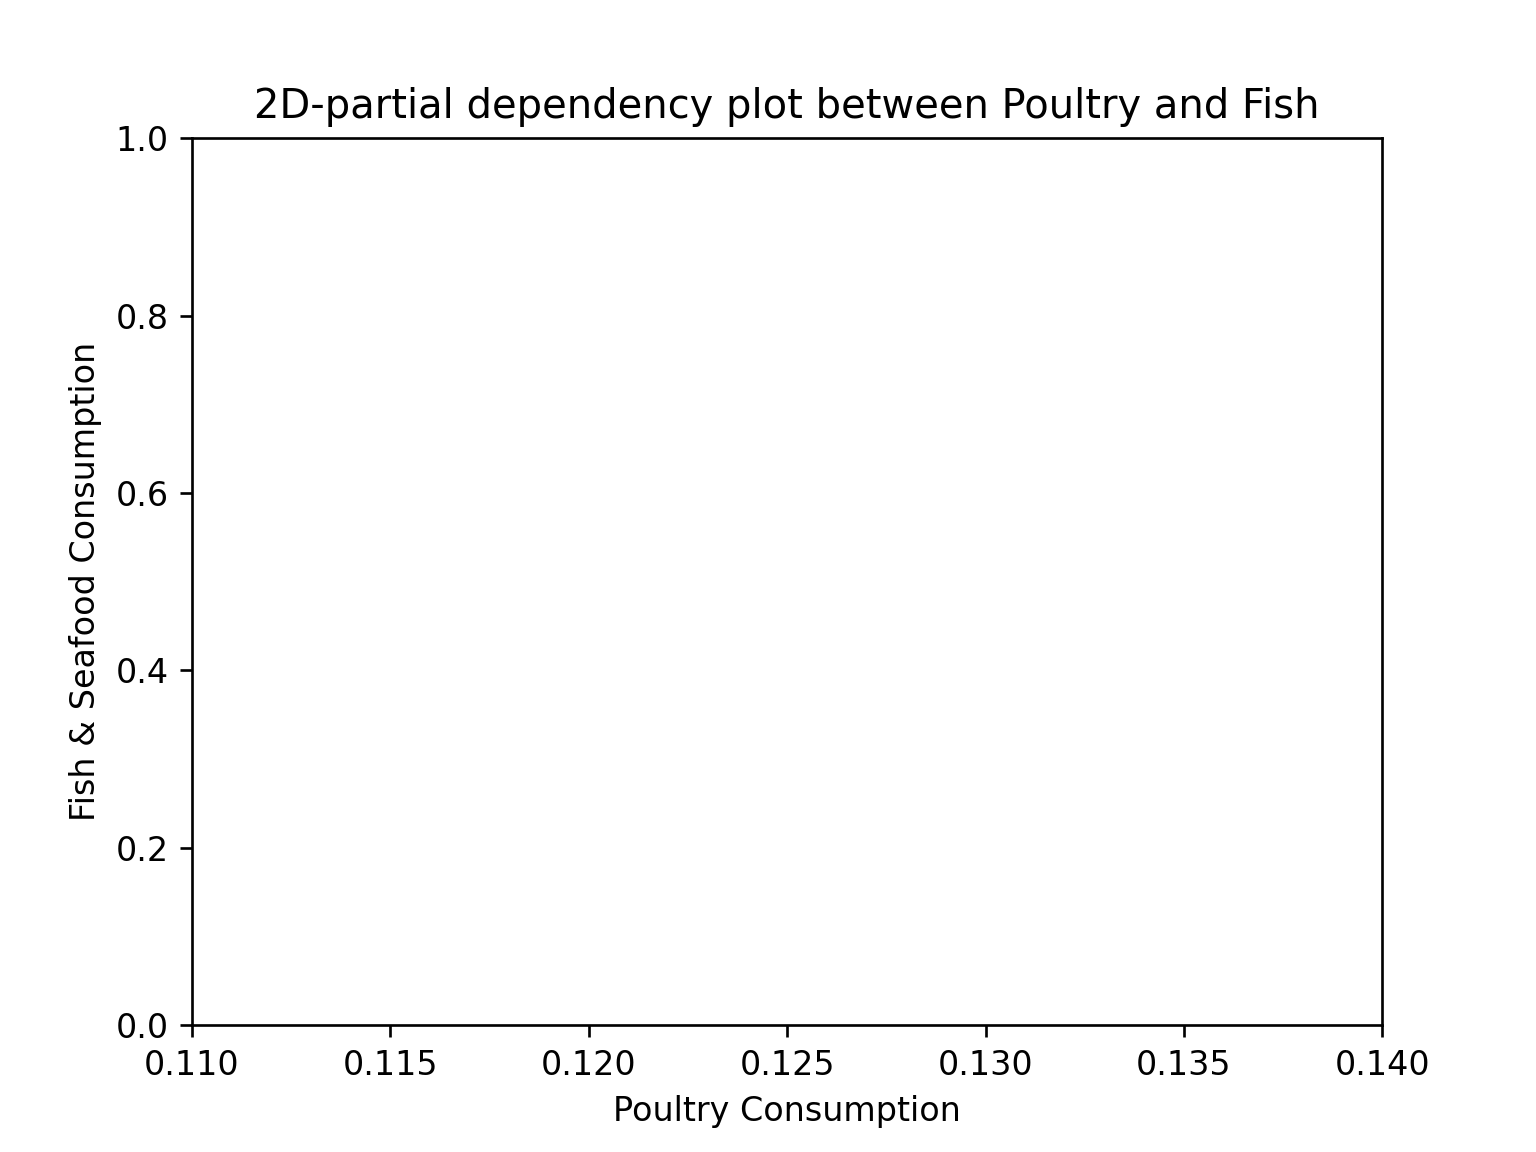 2D-partial dependency plot between Poultry and Fish
1.0
0.8
0.6
0.4
0.2
0.0
Fish & Seafood Consumption
0.110 0.115 0.120 0.125 0.130 0.135 0.140
Poultry Consumption